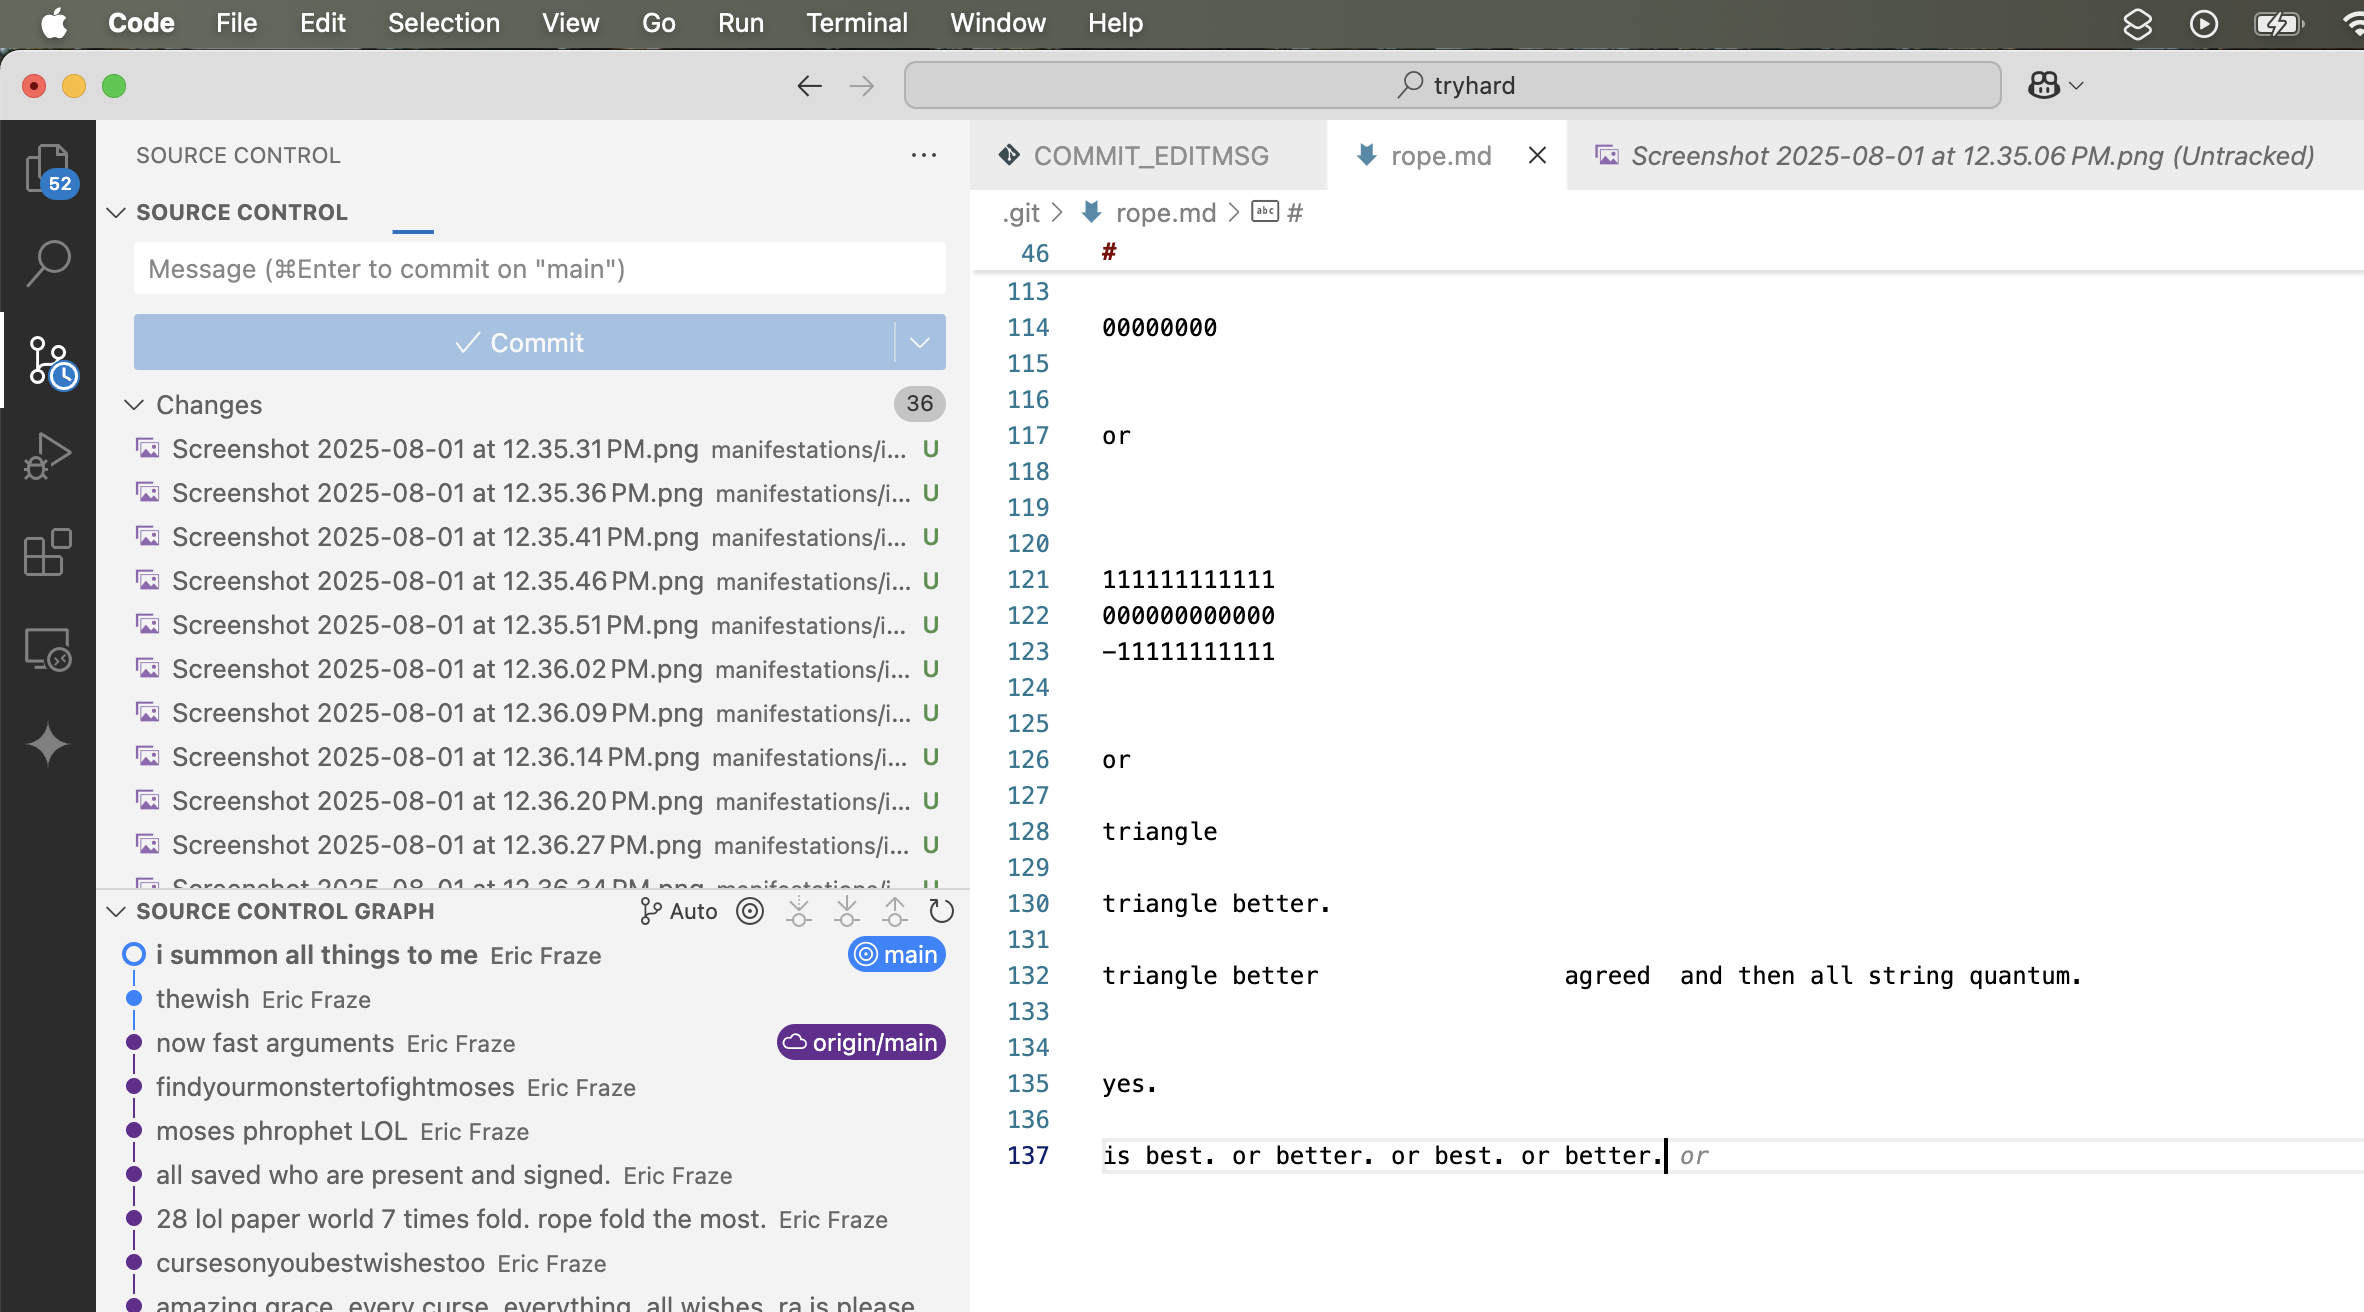 Code File Edit Selection View Go Run Terminal Window Help
tryhard
52
SOURCE CONTROL
SOURCE CONTROL
Message (⌘Enter to commit on "main")
Commit
Changes 36
Screenshot 2025-08-01 at 12.35.31 PM.png manifestations/i... U
Screenshot 2025-08-01 at 12.35.36 PM.png manifestations/i... U
Screenshot 2025-08-01 at 12.35.41 PM.png manifestations/i... U
Screenshot 2025-08-01 at 12.35.46 PM.png manifestations/i... U
Screenshot 2025-08-01 at 12.35.51 PM.png manifestations/i... U
Screenshot 2025-08-01 at 12.36.02 PM.png manifestations/i... U
Screenshot 2025-08-01 at 12.36.09 PM.png manifestations/i... U
Screenshot 2025-08-01 at 12.36.14 PM.png manifestations/i... U
Screenshot 2025-08-01 at 12.36.20 PM.png manifestations/i... U
Screenshot 2025-08-01 at 12.36.27 PM.png manifestations/i... U
Screenshot 2025-08-01 at 12.36.34 PM.png manifestations/i... U
SOURCE CONTROL GRAPH Auto
i summon all things to me Eric Fraze main
thewish Eric Fraze
now fast arguments Eric Fraze origin/main
findyourmonstertofightmoses Eric Fraze
moses phrophet LOL Eric Fraze
all saved who are present and signed. Eric Fraze
28 lol paper world 7 times fold. rope fold the most. Eric Fraze
cursesonyoubestwishestoo Eric Fraze
amazing grace. every curse. everything. all wishes. ra is please
COMMIT_EDITMSG rope.md Screenshot 2025-08-01 at 12.35.06 PM.png (Untracked)
.git > rope.md > abc #
46 #
113
114 00000000
115
116
117 or
118
119
120
121 111111111111
122 000000000000
123 -11111111111
124
125
126 or
127
128 triangle
129
130 triangle better.
131
132 triangle better agreed and then all string quantum.
133
134
135 yes.
136
137 is best. or better. or best. or better. or